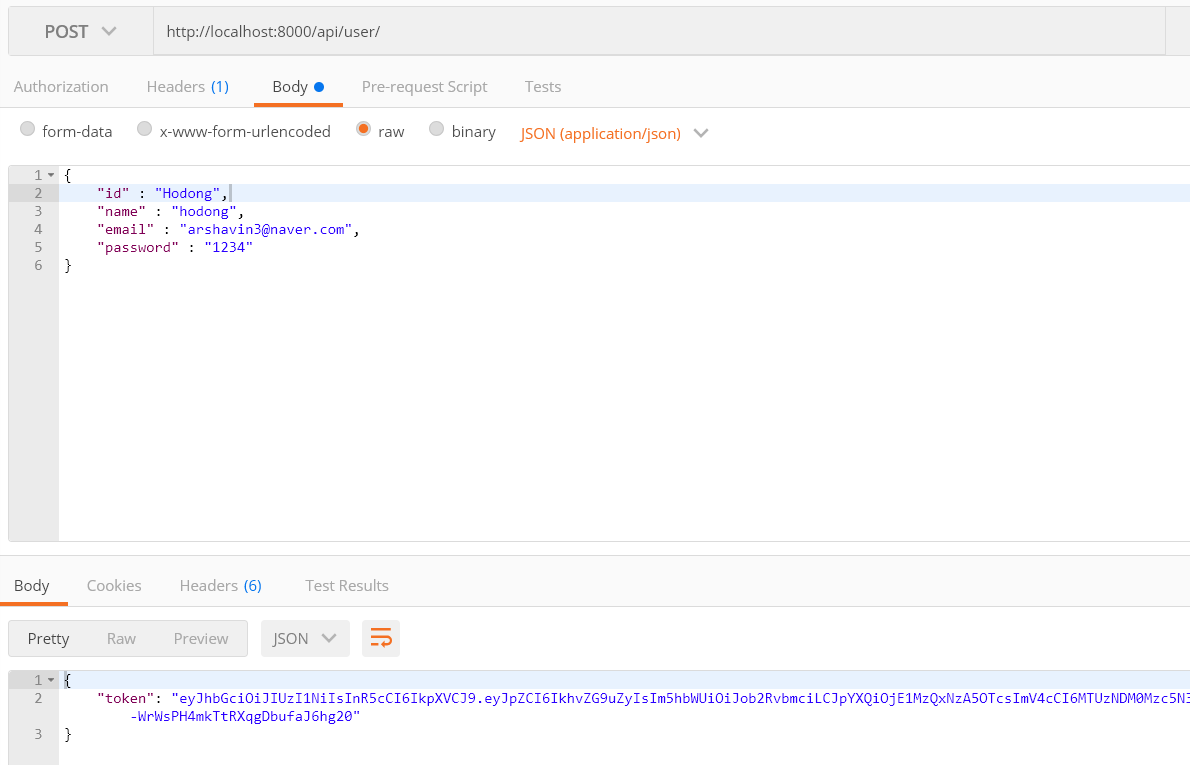 POST http://localhost:8000/api/user/
Authorization Headers (1) Body Pre-request Script Tests
form-data x-www-form-urlencoded raw binary JSON (application/json)
1 {
2 "id" : "Hodong",
3 "name" : "hodong",
4 "email" : "arshavin3@naver.com",
5 "password" : "1234"
6 }
Body Cookies Headers (6) Test Results
Pretty Raw Preview JSON
1 {
2 "token": "eyJhbGciOiJIUzI1NiIsInR5cCI6IkpXVCJ9.eyJpZCI6IkhvZG9uZyIsIm5hbWUiOiJob2RvbmciLCJpYXQiOjE1MzQxNzA5OTcsImV4cCI6MTUzNDM0Mzc5N3
-WrWsPH4mkTtRXqgDbufaJ6hg20"
3 }